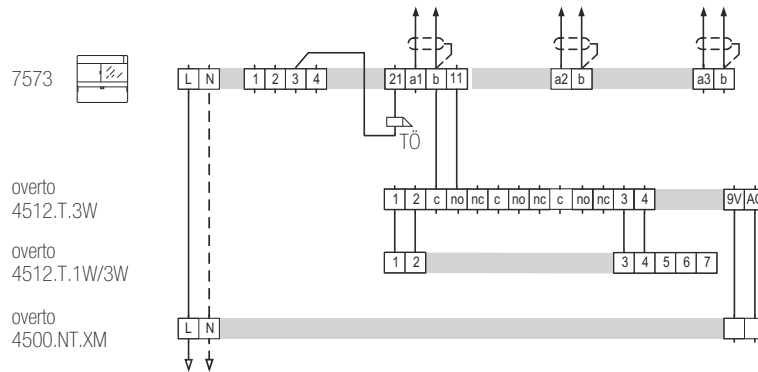 7573 L N 1 2 3 4 21 a1 b 11 a2 b a3 b
TÖ
overto
4512.T.3W 1 2 c no nc c no nc c no nc 3 4 9V AC
overto
4512.T.1W/3W 1 2 3 4 5 6 7
overto
4500.NT.XM L N